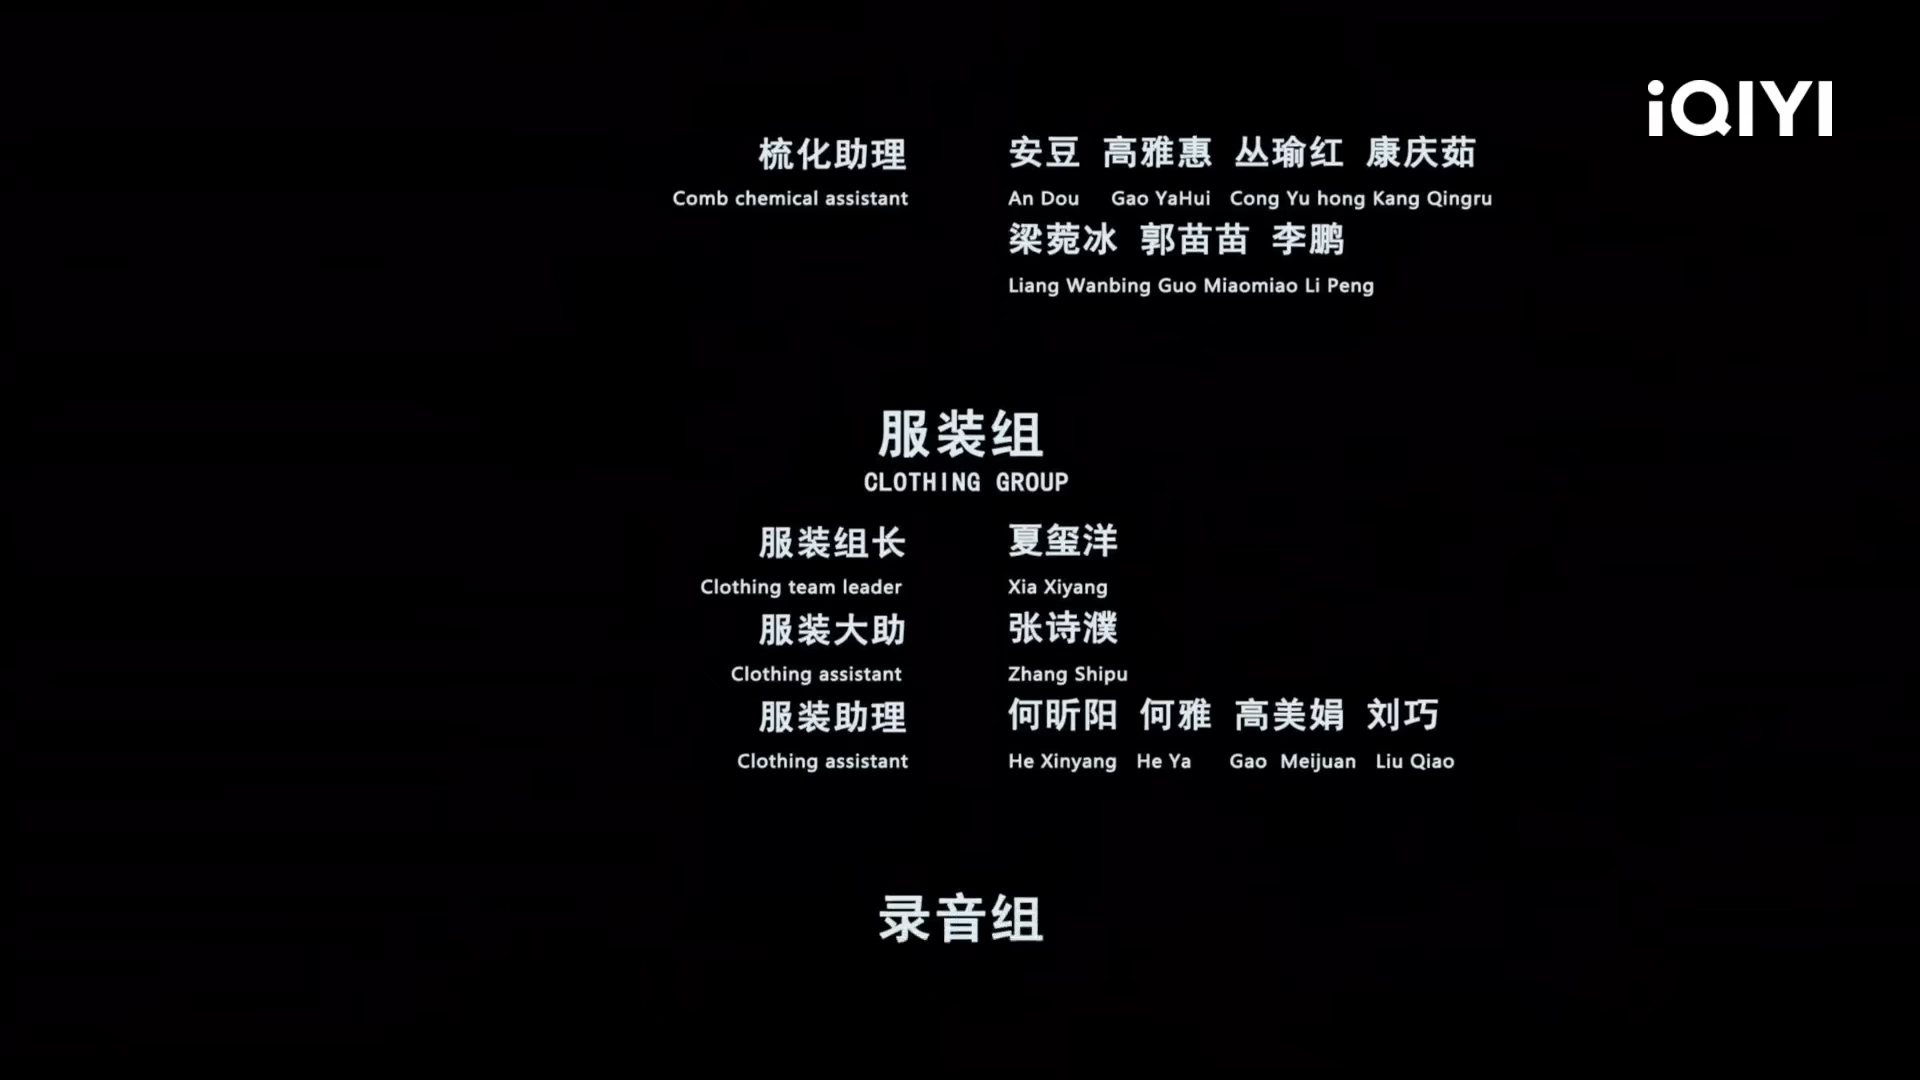 iQIYI
梳化助理 安豆 高雅惠 丛瑜红 康庆茹
Comb chemical assistant An Dou Gao YaHui Cong Yu hong Kang Qingru
梁菀冰 郭苗苗 李鹏
Liang Wanbing Guo Miaomiao Li Peng
服装组
CLOTHING GROUP
服装组长 夏玺洋
Clothing team leader Xia Xiyang
服装大助 张诗濮
Clothing assistant Zhang Shipu
服装助理 何昕阳 何雅 高美娟 刘巧
Clothing assistant He Xinyang He Ya Gao Meijuan Liu Qiao
录音组